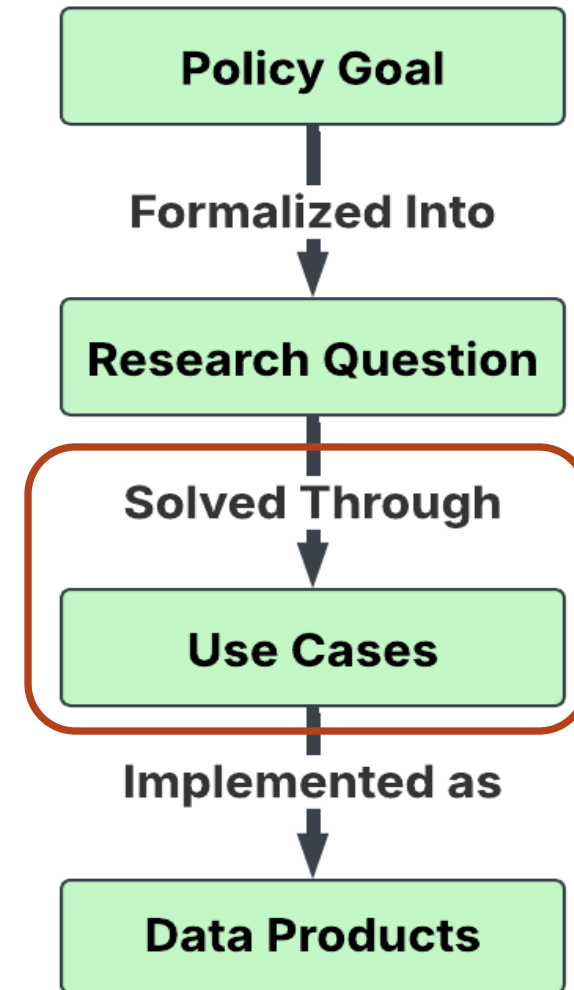 Policy Goal
Formalized Into
Research Question
Solved Through
Use Cases
Implemented as
Data Products